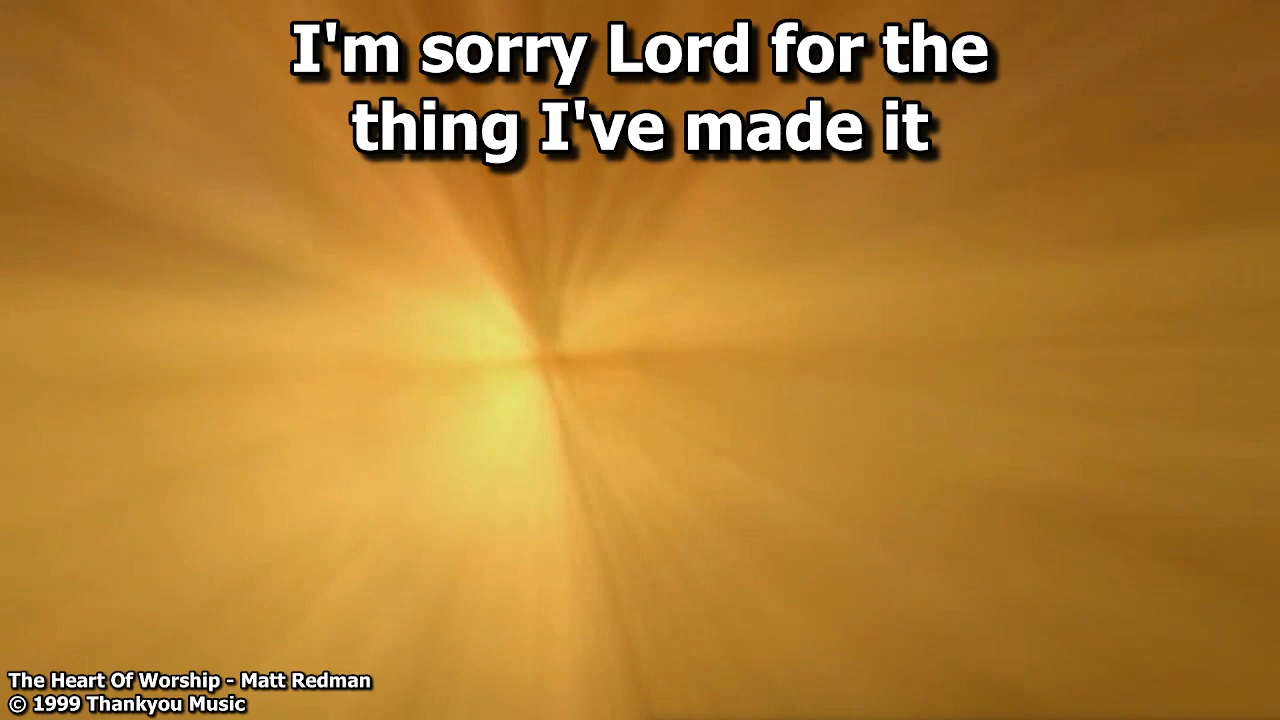 I'm sorry Lord for the
thing I've made it
The Heart Of Worship - Matt Redman
© 1999 Thankyou Music